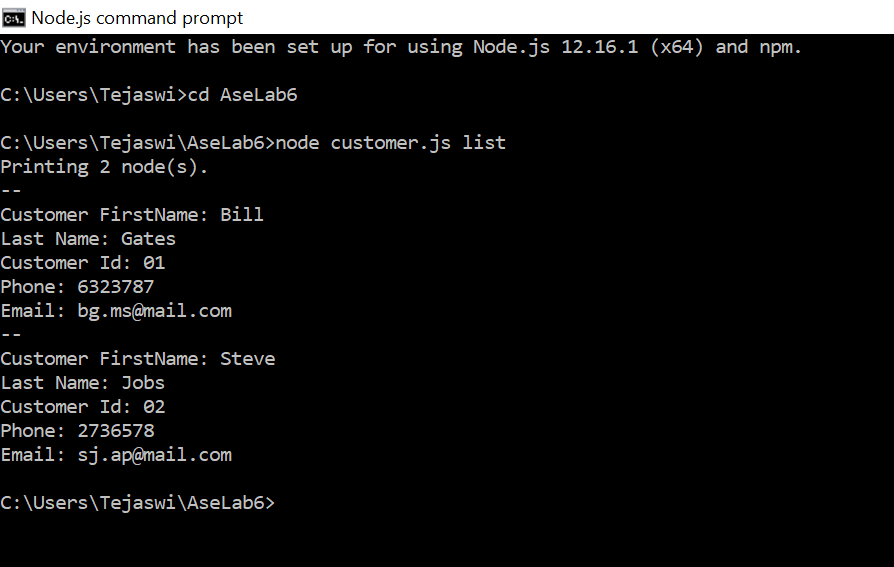 Node.js command prompt
Your environment has been set up for using Node.js 12.16.1 (x64) and npm.
C:\Users\Tejaswi>cd AseLab6
C:\Users\Tejaswi\AseLab6>node customer.js list
Printing 2 node(s).
--
Customer FirstName: Bill
Last Name: Gates
Customer Id: 01
Phone: 6323787
Email: bg.ms@mail.com
--
Customer FirstName: Steve
Last Name: Jobs
Customer Id: 02
Phone: 2736578
Email: sj.ap@mail.com
C:\Users\Tejaswi\AseLab6>